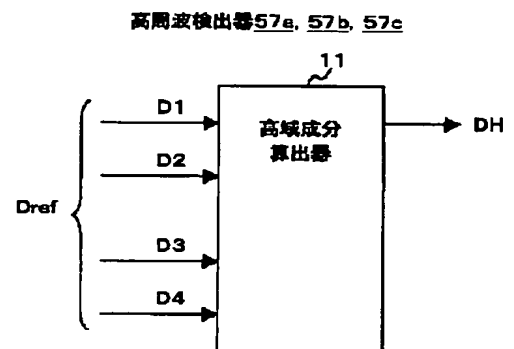 高周波検出器57a, 57b, 57c
11
D1
高域成分
算出器
DH
D2
Dref
D3
D4